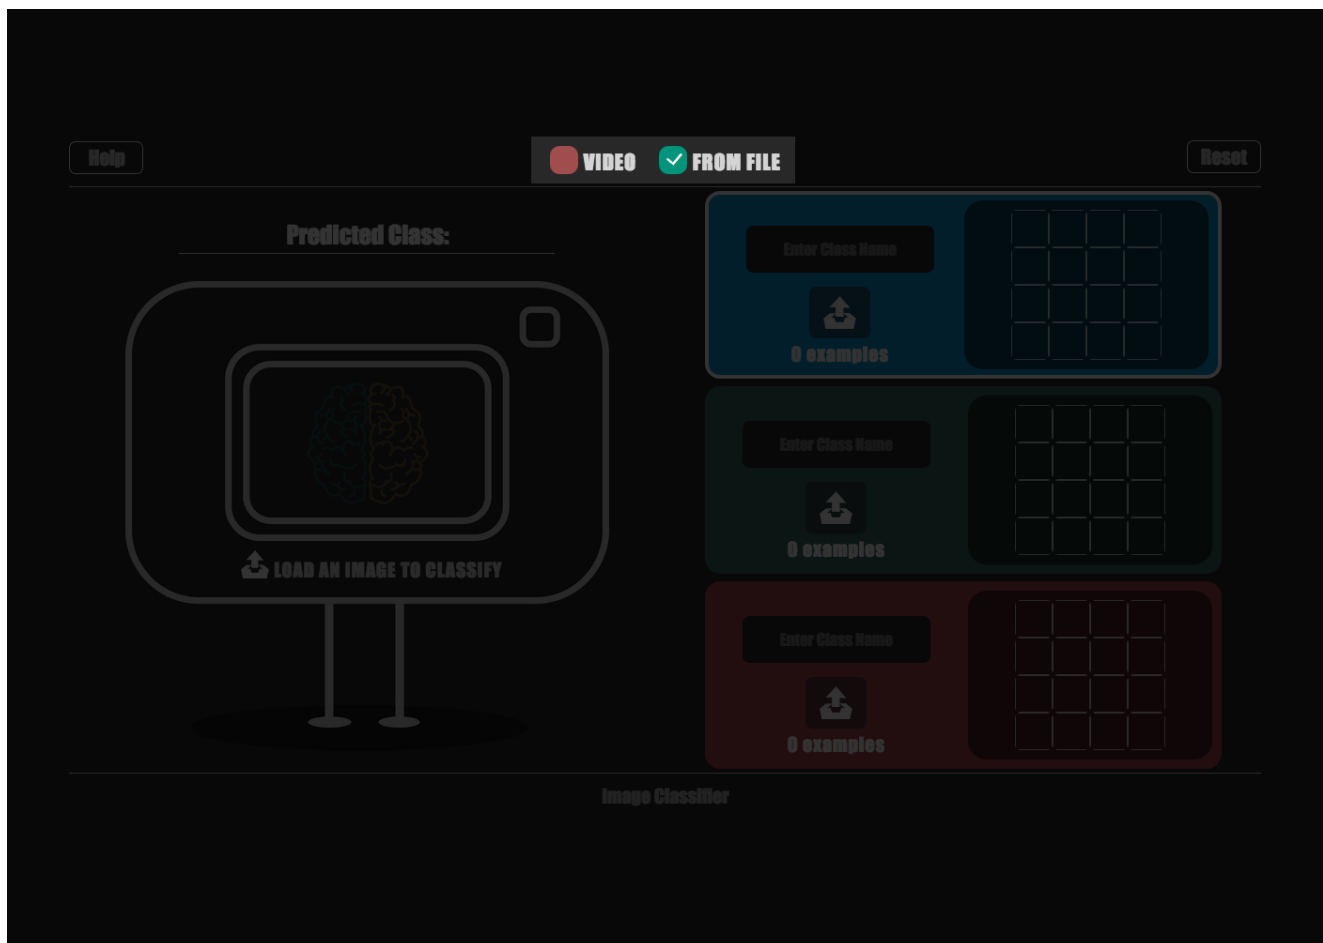 Help
VIDEO FROM FILE
Reset
Predicted Class:
LOAD AN IMAGE TO CLASSIFY
Enter Class Name
0 examples
Enter Class Name
0 examples
Enter Class Name
0 examples
Image Classifier